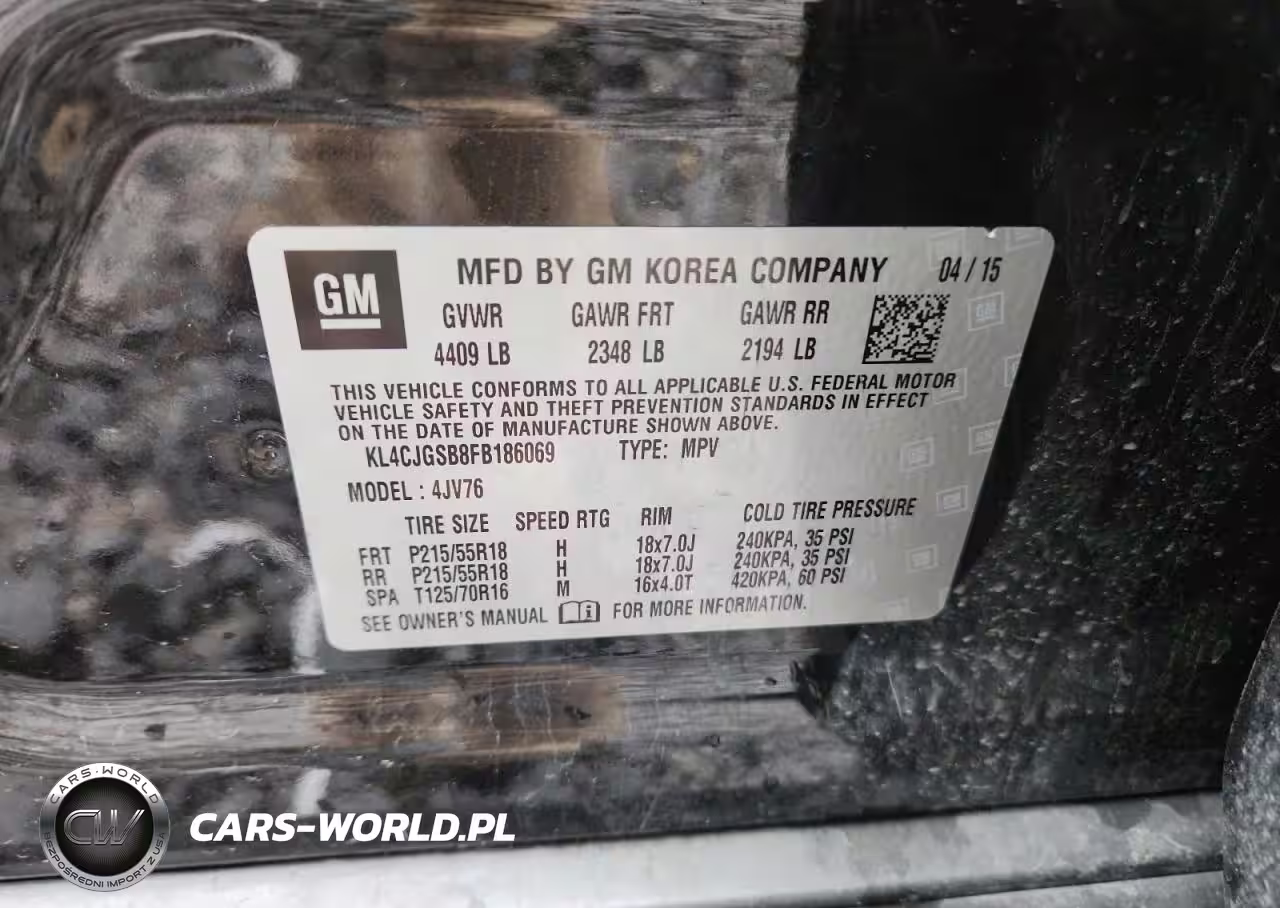 GM
MFD BY GM KOREA COMPANY 04 / 15
GVWR GAWR FRT GAWR RR
4409 LB 2348 LB 2194 LB
THIS VEHICLE CONFORMS TO ALL APPLICABLE U.S. FEDERAL MOTOR
VEHICLE SAFETY AND THEFT PREVENTION STANDARDS IN EFFECT
ON THE DATE OF MANUFACTURE SHOWN ABOVE.
KL4CJGSB8FB186069 TYPE: MPV
MODEL : 4JV76
TIRE SIZE SPEED RTG RIM COLD TIRE PRESSURE
FRT P215/55R18 H 18x7.0J 240KPA, 35 PSI
RR P215/55R18 H 18x7.0J 240KPA, 35 PSI
SPA T125/70R16 M 16x4.0T 420KPA, 60 PSI
SEE OWNER'S MANUAL FOR MORE INFORMATION.
CARS-WORLD
CW
BEZPOŚREDNI IMPORT Z USA
CARS-WORLD.PL